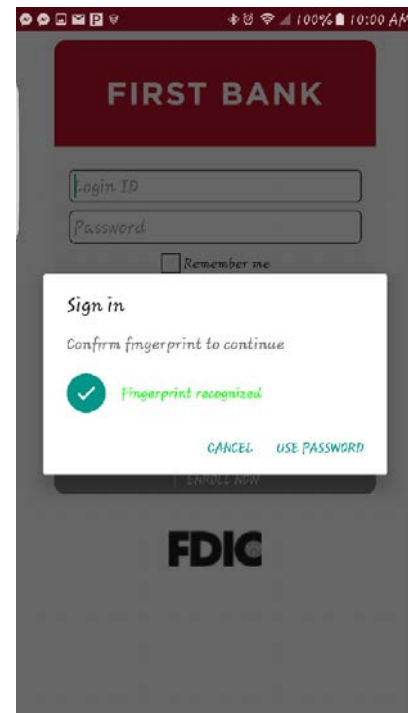 100% 10:00 AM
FIRST BANK
Login ID
Password
Remember me
Sign in
Confirm fingerprint to continue
Fingerprint recognized
CANCEL USE PASSWORD
ENROLL NOW
FDIC